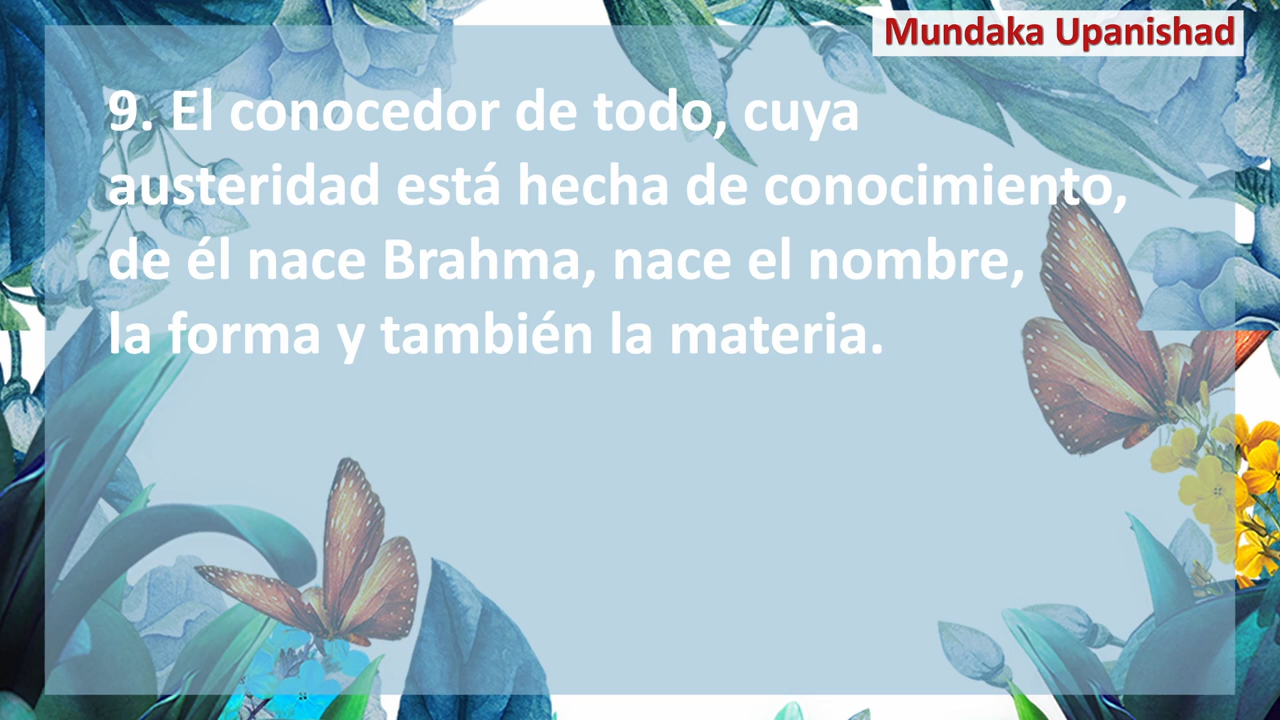 Mundaka Upanishad
9. El conocedor de todo, cuya
austeridad está hecha de conocimiento,
de él nace Brahma, nace el nombre,
la forma y también la materia.